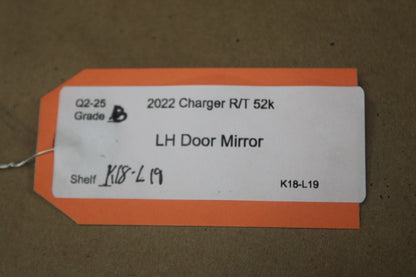 Q2-25
Grade B
2022 Charger R/T 52k
LH Door Mirror
Shelf K18-L19
K18-L19